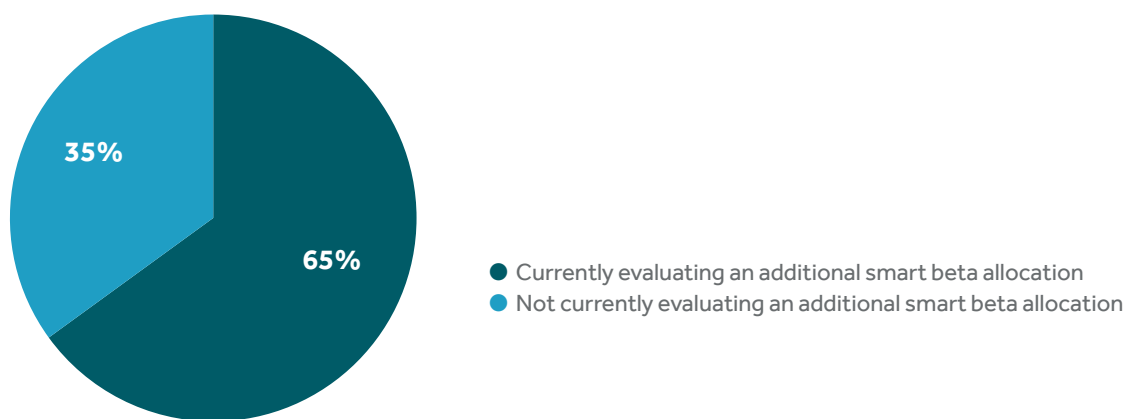 35%
65%
Currently evaluating an additional smart beta allocation
Not currently evaluating an additional smart beta allocation